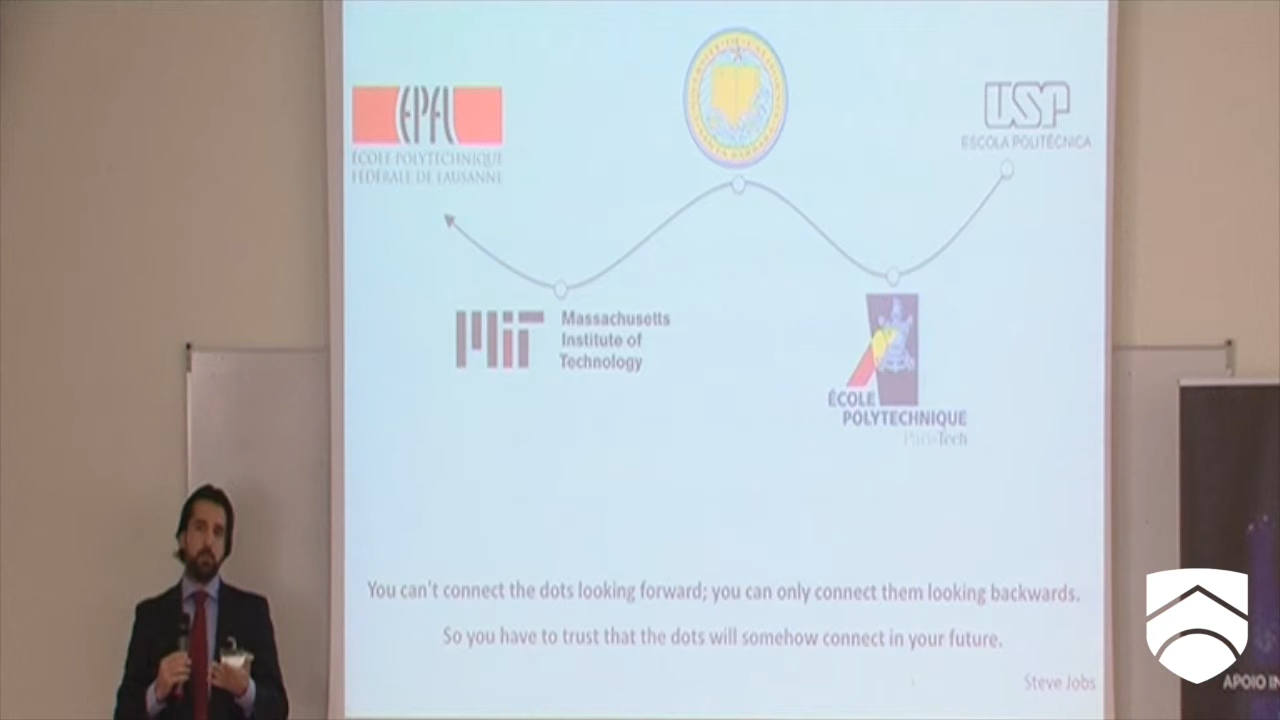 EPFL
ÉCOLE POLYTECHNIQUE
FÉDÉRALE DE LAUSANNE
USP
ESCOLA POLITÉCNICA
Massachusetts
Institute of
Technology
ÉCOLE
POLYTECHNIQUE
ParisTech
You can't connect the dots looking forward; you can only connect them looking backwards.
So you have to trust that the dots will somehow connect in your future.
Steve Jobs
APOIO IN